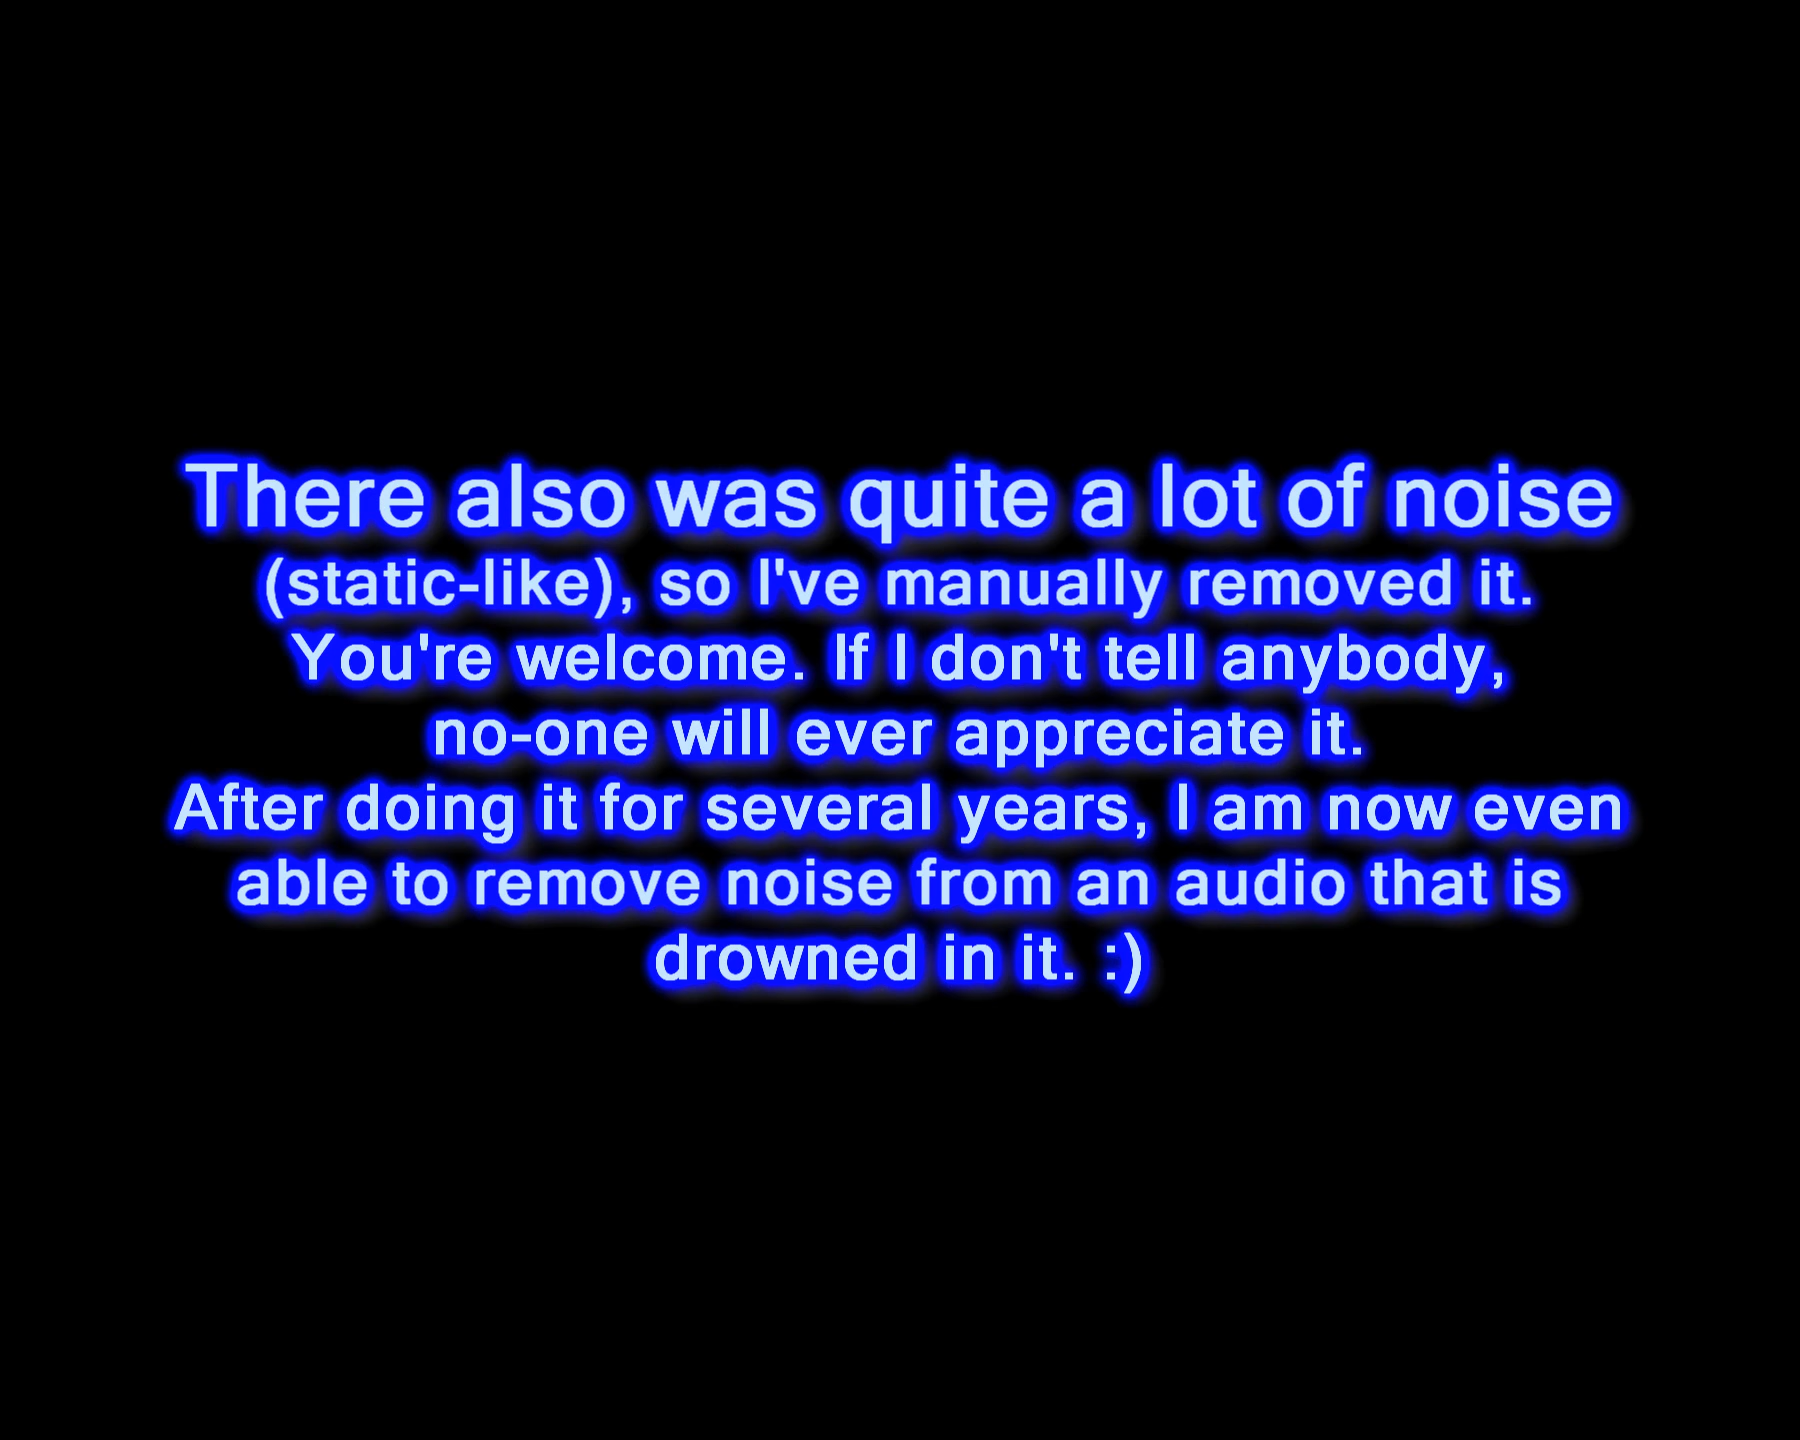 There also was quite a lot of noise
(static-like), so I've manually removed it.
You're welcome. If I don't tell anybody,
no-one will ever appreciate it.
After doing it for several years, I am now even
able to remove noise from an audio that is
drowned in it. :)